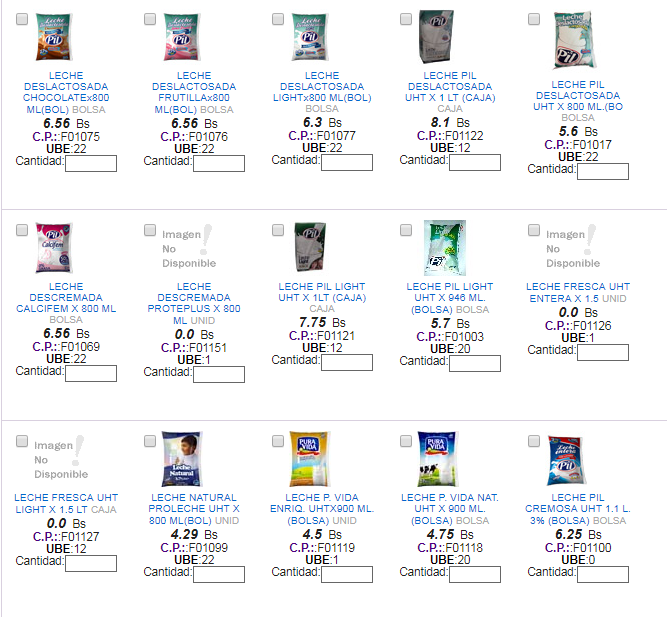 LECHE
DESLACTOSADA
CHOCOLATEx800
ML(BOL) BOLSA
6.56 Bs
C.P.::F01075
UBE:22
Cantidad:
LECHE
DESLACTOSADA
FRUTILLAx800
ML(BOL) BOLSA
6.56 Bs
C.P.::F01076
UBE:22
Cantidad:
LECHE
DESLACTOSADA
LIGHTx800 ML(BOL)
BOLSA
6.3 Bs
C.P.::F01077
UBE:22
Cantidad:
LECHE PIL
DESLACTOSADA
UHT X 1 LT (CAJA)
CAJA
8.1 Bs
C.P.::F01122
UBE:12
Cantidad:
LECHE PIL
DESLACTOSADA
UHT X 800 ML.(BO
BOLSA
5.6 Bs
C.P.::F01017
UBE:22
Cantidad:
Pil
Calcifem
LECHE
DESCREMADA
CALCIFEM X 800 ML
BOLSA
6.56 Bs
C.P.::F01069
UBE:22
Cantidad:
Imagen
No
Disponible
LECHE
DESCREMADA
PROTEPLUS X 800
ML UNID
0.0 Bs
C.P.::F01151
UBE:1
Cantidad:
LECHE PIL LIGHT
UHT X 1LT (CAJA)
CAJA
7.75 Bs
C.P.::F01121
UBE:12
Cantidad:
LECHE PIL LIGHT
UHT X 946 ML.
(BOLSA) BOLSA
5.7 Bs
C.P.::F01003
UBE:20
Cantidad:
Imagen
No
Disponible
LECHE FRESCA UHT
ENTERA X 1.5 UNID
0.0 Bs
C.P.::F01126
UBE:1
Cantidad:
Imagen
No
Disponible
LECHE FRESCA UHT
LIGHT X 1.5 LT CAJA
0.0 Bs
C.P.::F01127
UBE:12
Cantidad:
Leche
Natural
LECHE NATURAL
PROLECHE UHT X
800 ML(BOL) UNID
4.29 Bs
C.P.::F01099
UBE:22
Cantidad:
PURA
VIDA
LECHE P. VIDA
ENRIQ. UHTX900 ML.
(BOLSA) UNID
4.5 Bs
C.P.::F01119
UBE:1
Cantidad:
PURA
VIDA
LECHE P. VIDA NAT.
UHT X 900 ML.
(BOLSA) BOLSA
4.75 Bs
C.P.::F01118
UBE:20
Cantidad:
Leche
entera
Pil
LECHE PIL
CREMOSA UHT 1.1 L.
3% (BOLSA) BOLSA
6.25 Bs
C.P.::F01100
UBE:0
Cantidad: